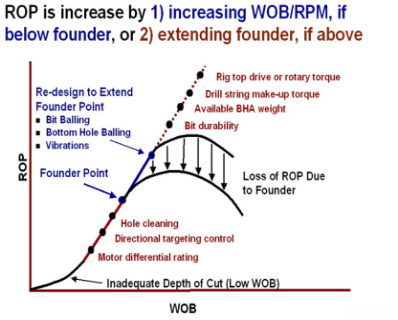 ROP is increase by 1) increasing WOB/RPM, if
below founder, or 2) extending founder, if above
Rig top drive or rotary torque
Drill string make-up torque
Available BHA weight
Bit durability
Re-design to Extend
Founder Point
Bit Balling
Bottom Hole Balling
Vibrations
Founder Point
Loss of ROP Due
to Founder
Hole cleaning
Directional targeting control
Motor differential rating
Inadequate Depth of Cut (Low WOB)
ROP
WOB